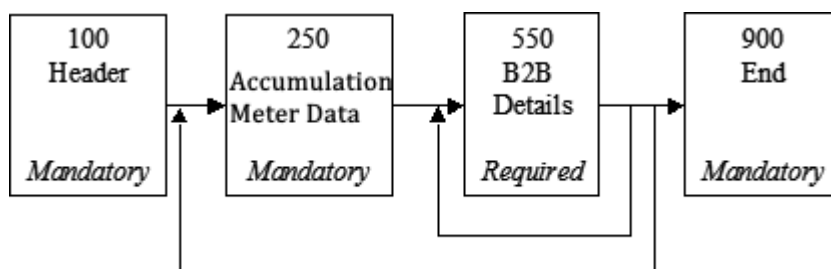 100
Header
Mandatory
250
Accumulation
Meter Data
Mandatory
550
B2B
Details
Required
900
End
Mandatory